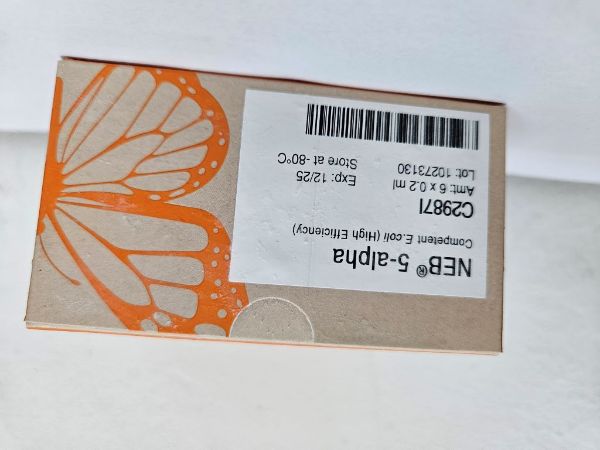 NEB® 5-alpha
Competent E.coli (High Efficiency)
C2987I
Amt: 6 x 0.2 ml
Lot: 10273130
Exp: 12/25
Store at -80°C